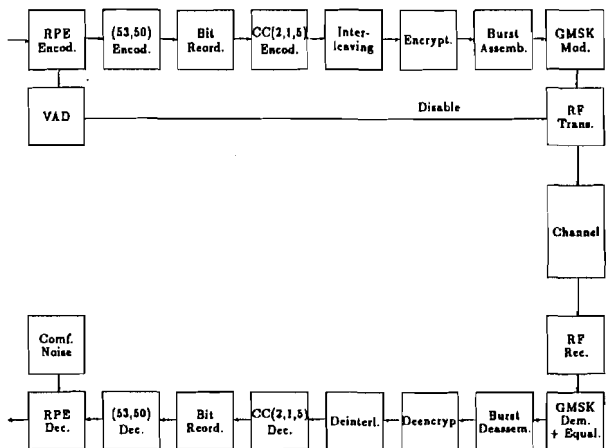 RPE
Encod.
(53,50)
Encod.
Bit
Reord.
CC(2,1,5)
Encod.
Inter-
leaving
Encrypt.
Burst
Assemb.
GMSK
Mod.
VAD
Disable
RF
Trans.
Channel
Comf.
Noise
RF
Rec.
RPE
Dec.
(53,50)
Dec.
Bit
Reord.
CC(2,1,5)
Dec.
Deinterl.
Deencryp
Burst
Deassem.
GMSK
Dem.
+ Equal.